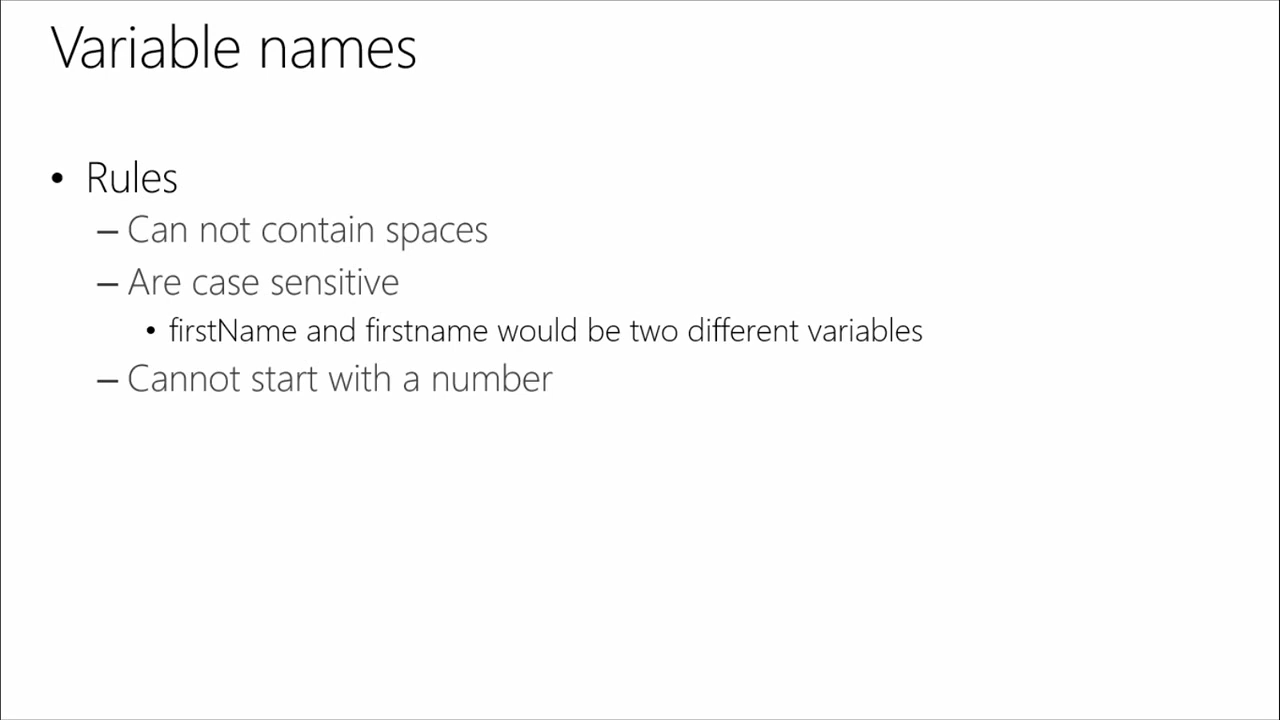 Variable names
• Rules
– Can not contain spaces
– Are case sensitive
• firstName and firstname would be two different variables
– Cannot start with a number